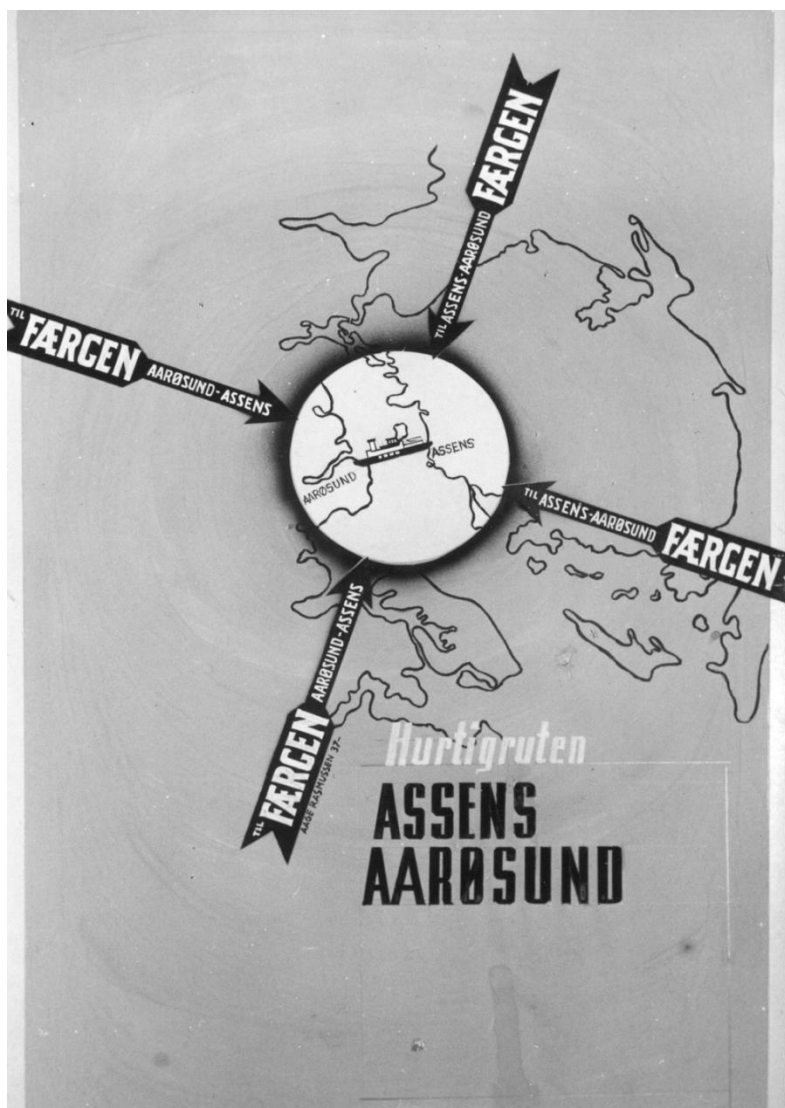 TIL FÆRGEN
TIL ASSENS-AARØSUND
TIL FÆRGEN
AARØSUND-ASSENS
AARØSUND
ASSENS
TIL ASSENS-AARØSUND
FÆRGEN
AARØSUND-ASSENS
TIL FÆRGEN
AAGE RASMUSSEN 37-
Hurtigruten
ASSENS
AARØSUND